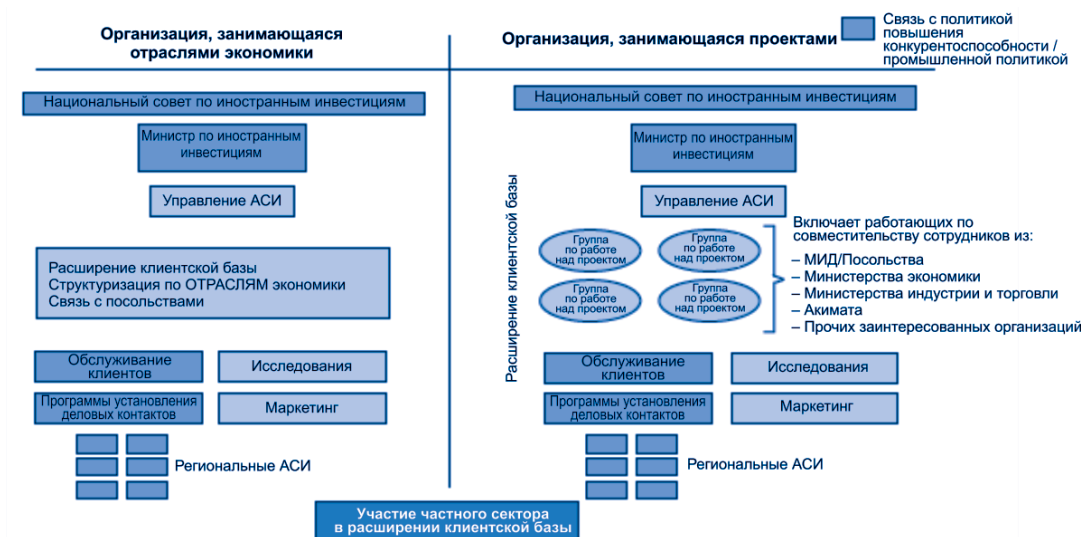 Организация, занимающаяся
отраслями экономики
Национальный совет по иностранным инвестициям
Министр по иностранным
инвестициям
Управление АСИ
Расширение клиентской базы
Структуризация по ОТРАСЛЯМ экономики
Связь с посольствами
Обслуживание
клиентов
Исследования
Программы установления
деловых контактов
Маркетинг
Региональные АСИ
Организация, занимающаяся проектами
Связь с политикой
повышения
конкурентоспособности /
промышленной политикой
Национальный совет по иностранным инвестициям
Министр по иностранным
инвестициям
Управление АСИ
Расширение клиентской базы
Группа
по работе
над проектом
Группа
по работе
над проектом
Группа
по работе
над проектом
Группа
по работе
над проектом
Включает работающих по
совместительству сотрудников из:
– МИД/Посольства
– Министерства экономики
– Министерства индустрии и торговли
– Акимата
– Прочих заинтересованных организаций
Обслуживание
клиентов
Исследования
Программы установления
деловых контактов
Маркетинг
Региональные АСИ
Участие частного сектора
в расширении клиентской базы